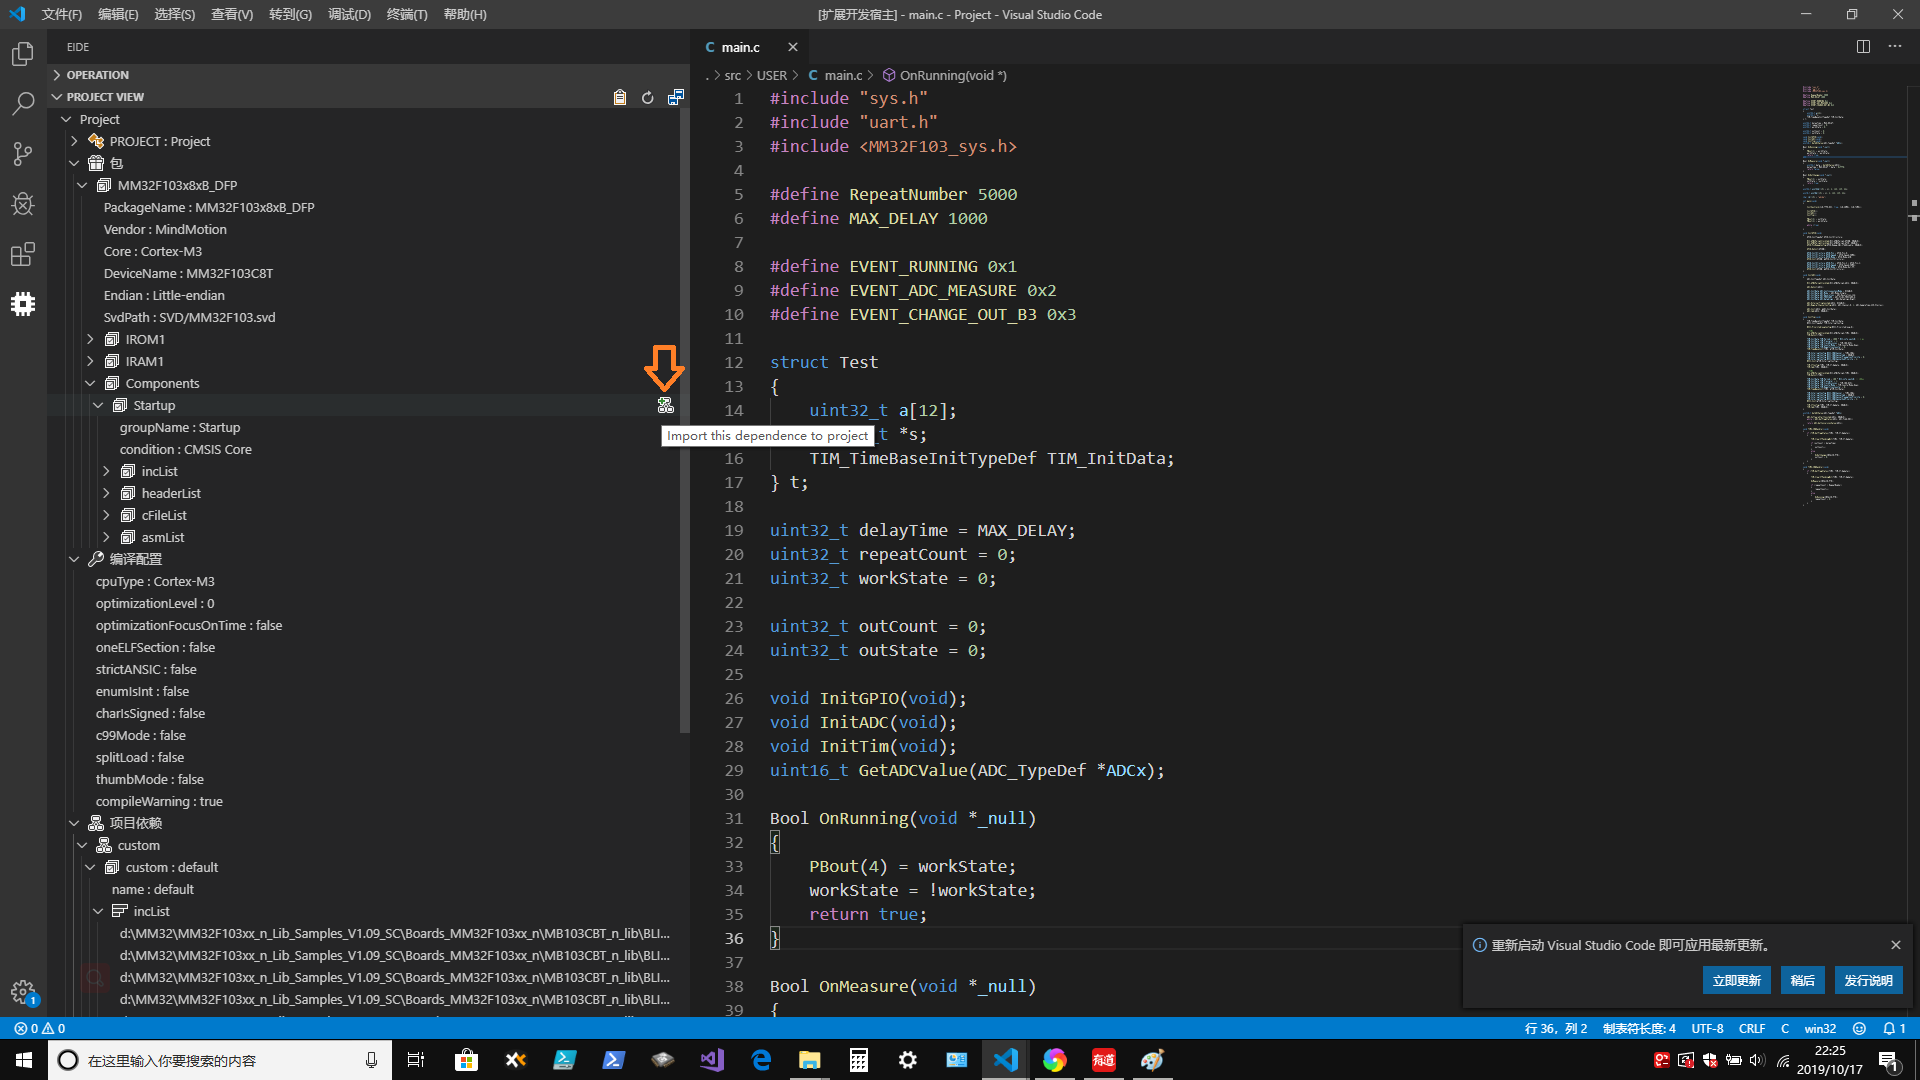 文件(F) 编辑(E) 选择(S) 查看(V) 转到(G) 调试(D) 终端(T) 帮助(H)
[扩展开发宿主] - main.c - Project - Visual Studio Code
EIDE
OPERATION
PROJECT VIEW
Project
PROJECT : Project
包
MM32F103x8xB_DFP
PackageName : MM32F103x8xB_DFP
Vendor : MindMotion
Core : Cortex-M3
DeviceName : MM32F103C8T
Endian : Little-endian
SvdPath : SVD/MM32F103.svd
IROM1
IRAM1
Components
Startup
groupName : Startup
condition : CMSIS Core
incList
headerList
cFileList
asmList
编译配置
cpuType : Cortex-M3
optimizationLevel : 0
optimizationFocusOnTime : false
oneELFSection : false
strictANSIC : false
enumIsInt : false
charIsSigned : false
c99Mode : false
splitLoad : false
thumbMode : false
compileWarning : true
项目依赖
custom
custom : default
name : default
incList
d:\MM32\MM32F103xx_n_Lib_Samples_V1.09_SC\Boards_MM32F103xx_n\MB103CBT_n_lib\BLI...
d:\MM32\MM32F103xx_n_Lib_Samples_V1.09_SC\Boards_MM32F103xx_n\MB103CBT_n_lib\BLI...
d:\MM32\MM32F103xx_n_Lib_Samples_V1.09_SC\Boards_MM32F103xx_n\MB103CBT_n_lib\BLI...
d:\MM32\MM32F103xx_n_Lib_Samples_V1.09_SC\Boards_MM32F103xx_n\MB103CBT_n_lib\BLI...
Import this dependence to project
C main.c
. > src > USER > C main.c > OnRunning(void *)
1 #include "sys.h"
2 #include "uart.h"
3 #include <MM32F103_sys.h>
4
5 #define RepeatNumber 5000
6 #define MAX_DELAY 1000
7
8 #define EVENT_RUNNING 0x1
9 #define EVENT_ADC_MEASURE 0x2
10 #define EVENT_CHANGE_OUT_B3 0x3
11
12 struct Test
13 {
14 uint32_t a[12];
t *s;
16 TIM_TimeBaseInitTypeDef TIM_InitData;
17 } t;
18
19 uint32_t delayTime = MAX_DELAY;
20 uint32_t repeatCount = 0;
21 uint32_t workState = 0;
22
23 uint32_t outCount = 0;
24 uint32_t outState = 0;
25
26 void InitGPIO(void);
27 void InitADC(void);
28 void InitTim(void);
29 uint16_t GetADCValue(ADC_TypeDef *ADCx);
30
31 Bool OnRunning(void *_null)
32 {
33 PBout(4) = workState;
34 workState = !workState;
35 return true;
36 }
37
38 Bool OnMeasure(void *_null)
39 {
重新启动 Visual Studio Code 即可应用最新更新。
立即更新 稍后 发行说明
1
0 0
行 36，列 2 制表符长度: 4 UTF-8 CRLF C win32 1
在这里输入你要搜索的内容
有道
22:25
2019/10/17
1